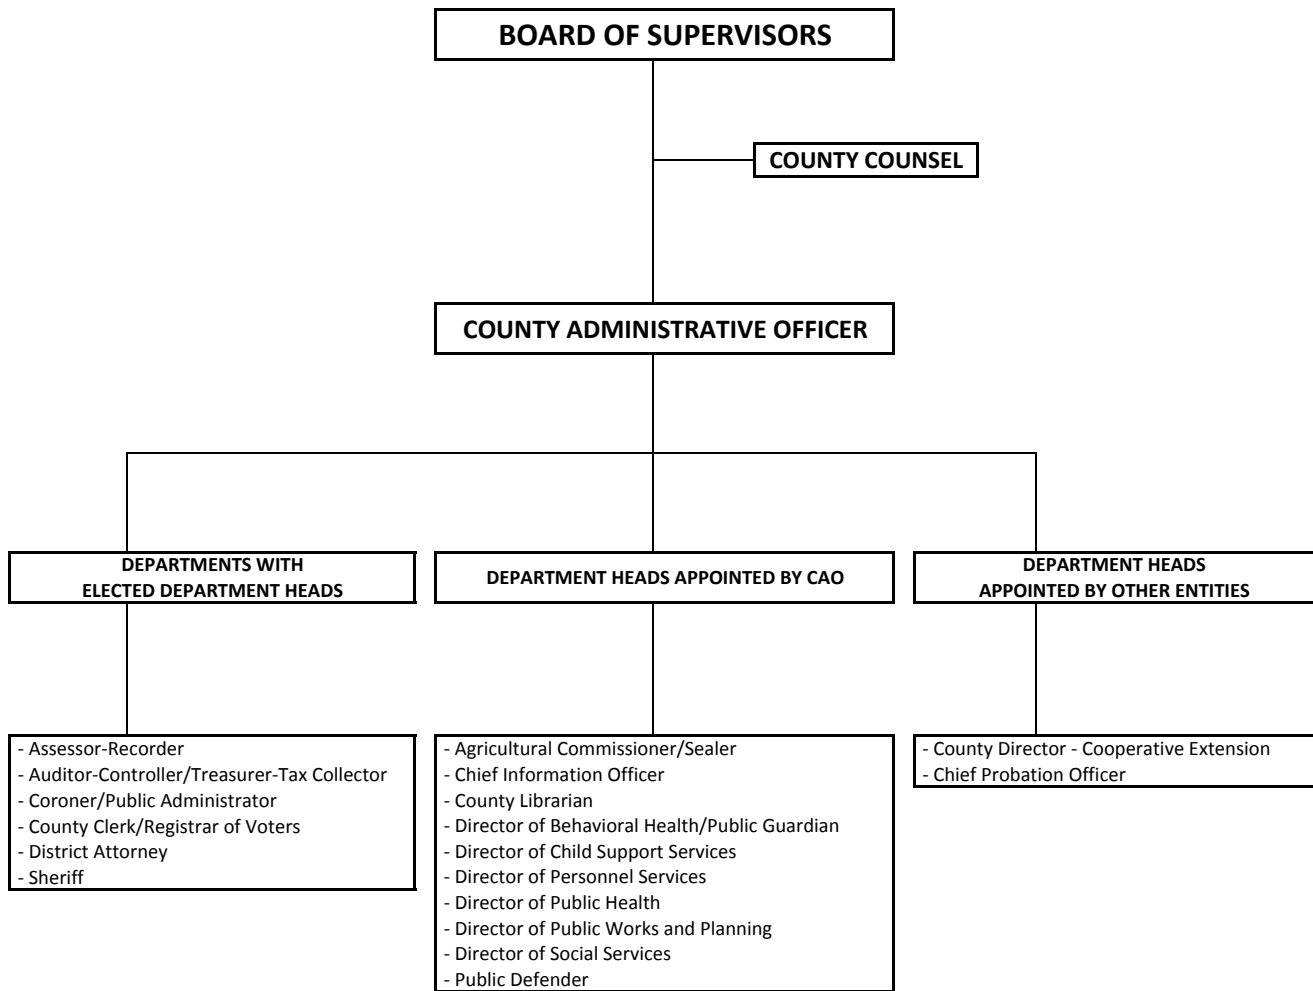 BOARD OF SUPERVISORS
COUNTY COUNSEL
COUNTY ADMINISTRATIVE OFFICER
DEPARTMENTS WITH
ELECTED DEPARTMENT HEADS
DEPARTMENT HEADS APPOINTED BY CAO
DEPARTMENT HEADS
APPOINTED BY OTHER ENTITIES
- Assessor-Recorder
- Auditor-Controller/Treasurer-Tax Collector
- Coroner/Public Administrator
- County Clerk/Registrar of Voters
- District Attorney
- Sheriff
- Agricultural Commissioner/Sealer
- Chief Information Officer
- County Librarian
- Director of Behavioral Health/Public Guardian
- Director of Child Support Services
- Director of Personnel Services
- Director of Public Health
- Director of Public Works and Planning
- Director of Social Services
- Public Defender
- County Director - Cooperative Extension
- Chief Probation Officer